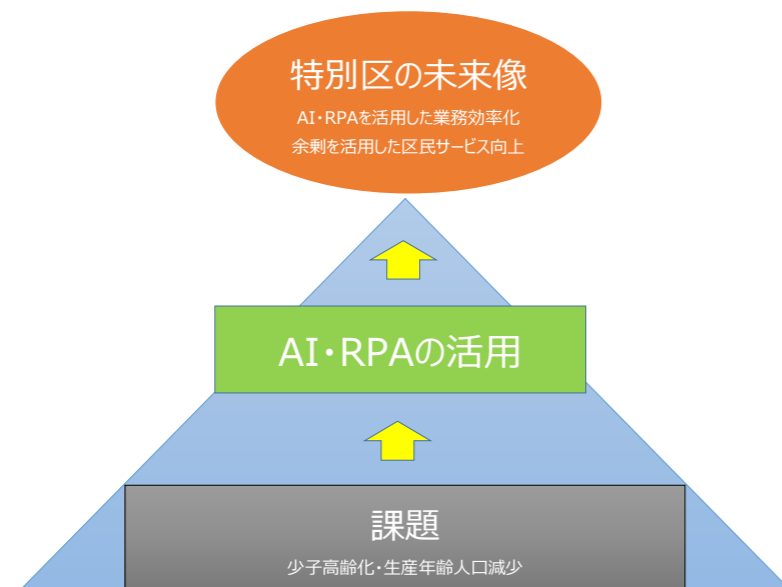 特別区の未来像
AI・RPAを活用した業務効率化
余剰を活用した区民サービス向上
AI・RPAの活用
課題
少子高齢化・生産年齢人口減少